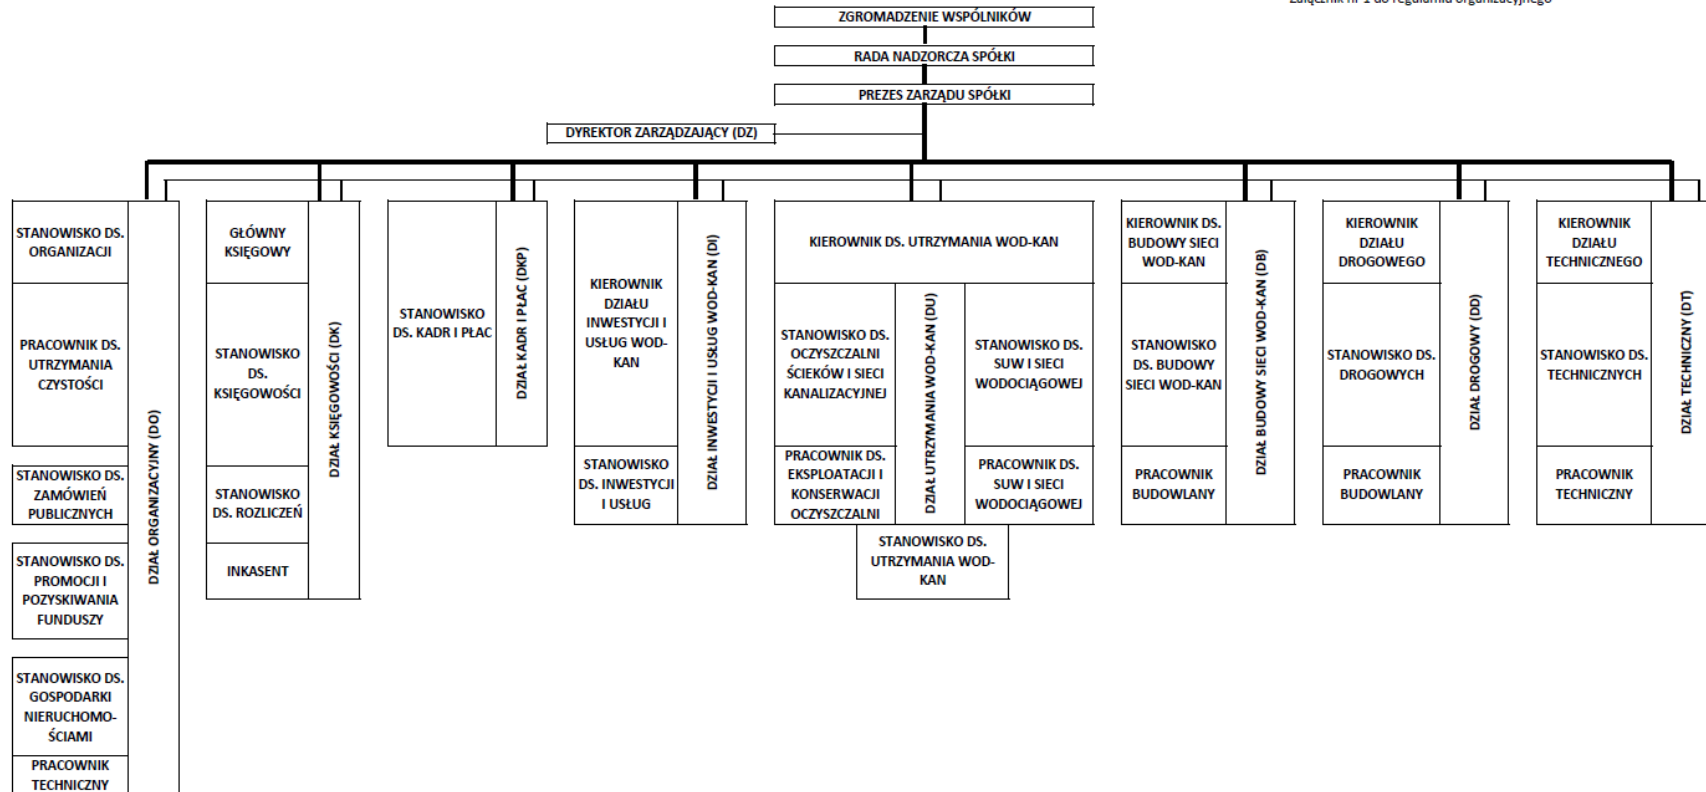 Załącznik nr 1 do regulaminu organizacyjnego
ZGROMADZENIE WSPÓLNIKÓW
RADA NADZORCZA SPÓŁKI
PREZES ZARZĄDU SPÓŁKI
DYREKTOR ZARZĄDZAJĄCY (DZ)
STANOWISKO DS.
ORGANIZACJI
PRACOWNIK DS.
UTRZYMANIA
CZYSTOŚCI
STANOWISKO DS.
ZAMÓWIEŃ
PUBLICZNYCH
STANOWISKO DS.
PROMOCJI I
POZYSKIWANIA
FUNDUSZY
STANOWISKO DS.
GOSPODARKI
NIERUCHOMO-
ŚCIAMI
PRACOWNIK
TECHNICZNY
DZIAŁ ORGANIZACYJNY (DO)
GŁÓWNY
KSIĘGOWY
STANOWISKO
DS.
KSIĘGOWOŚCI
STANOWISKO
DS. ROZLICZEŃ
INKASENT
DZIAŁ KSIĘGOWOŚCI (DK)
STANOWISKO
DS. KADR I PŁAC
DZIAŁ KADR I PŁAC (DKP)
KIEROWNIK
DZIAŁU
INWESTYCJI I
USŁUG WOD-
KAN
STANOWISKO
DS. INWESTYCJI
I USŁUG
DZIAŁ INWESTYCJI I USŁUG WOD-KAN (DI)
KIEROWNIK DS. UTRZYMANIA WOD-KAN
STANOWISKO DS.
OCZYSZCZALNI
ŚCIEKÓW I SIECI
KANALIZACYJNEJ
PRACOWNIK DS.
EKSPLOATACJI I
KONSERWACJI
OCZYSZCZALNI
DZIAŁ UTRZYMANIA WOD-KAN (DU)
STANOWISKO DS.
SUW I SIECI
WODOCIĄGOWEJ
PRACOWNIK DS.
SUW I SIECI
WODOCIĄGOWEJ
STANOWISKO DS.
UTRZYMANIA WOD-
KAN
KIEROWNIK DS.
BUDOWY SIECI
WOD-KAN
STANOWISKO
DS. BUDOWY
SIECI WOD-KAN
PRACOWNIK
BUDOWLANY
DZIAŁ BUDOWY SIECI WOD-KAN (DB)
KIEROWNIK
DZIAŁU
DROGOWEGO
STANOWISKO DS.
DROGOWYCH
PRACOWNIK
BUDOWLANY
DZIAŁ DROGOWY (DD)
KIEROWNIK
DZIAŁU
TECHNICZNEGO
STANOWISKO DS.
TECHNICZNYCH
PRACOWNIK
TECHNICZNY
DZIAŁ TECHNICZNY (DT)